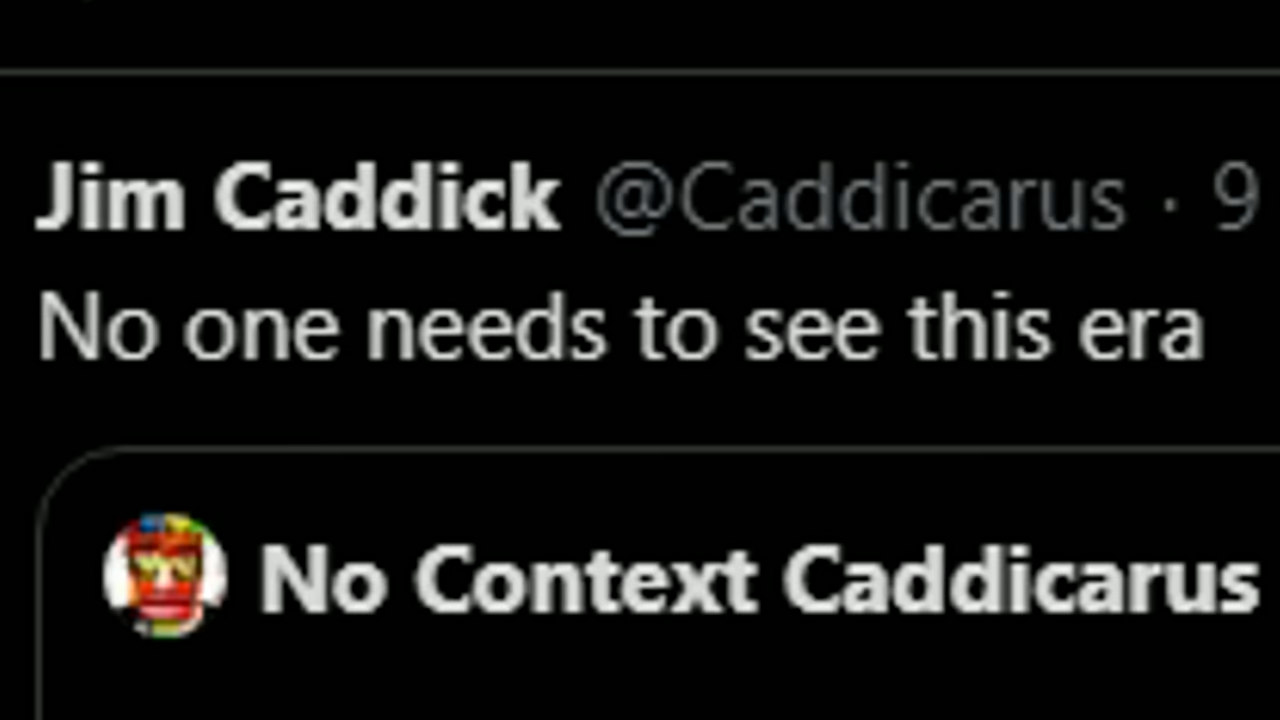 Jim Caddick @Caddicarus · 9
No one needs to see this era
No Context Caddicarus